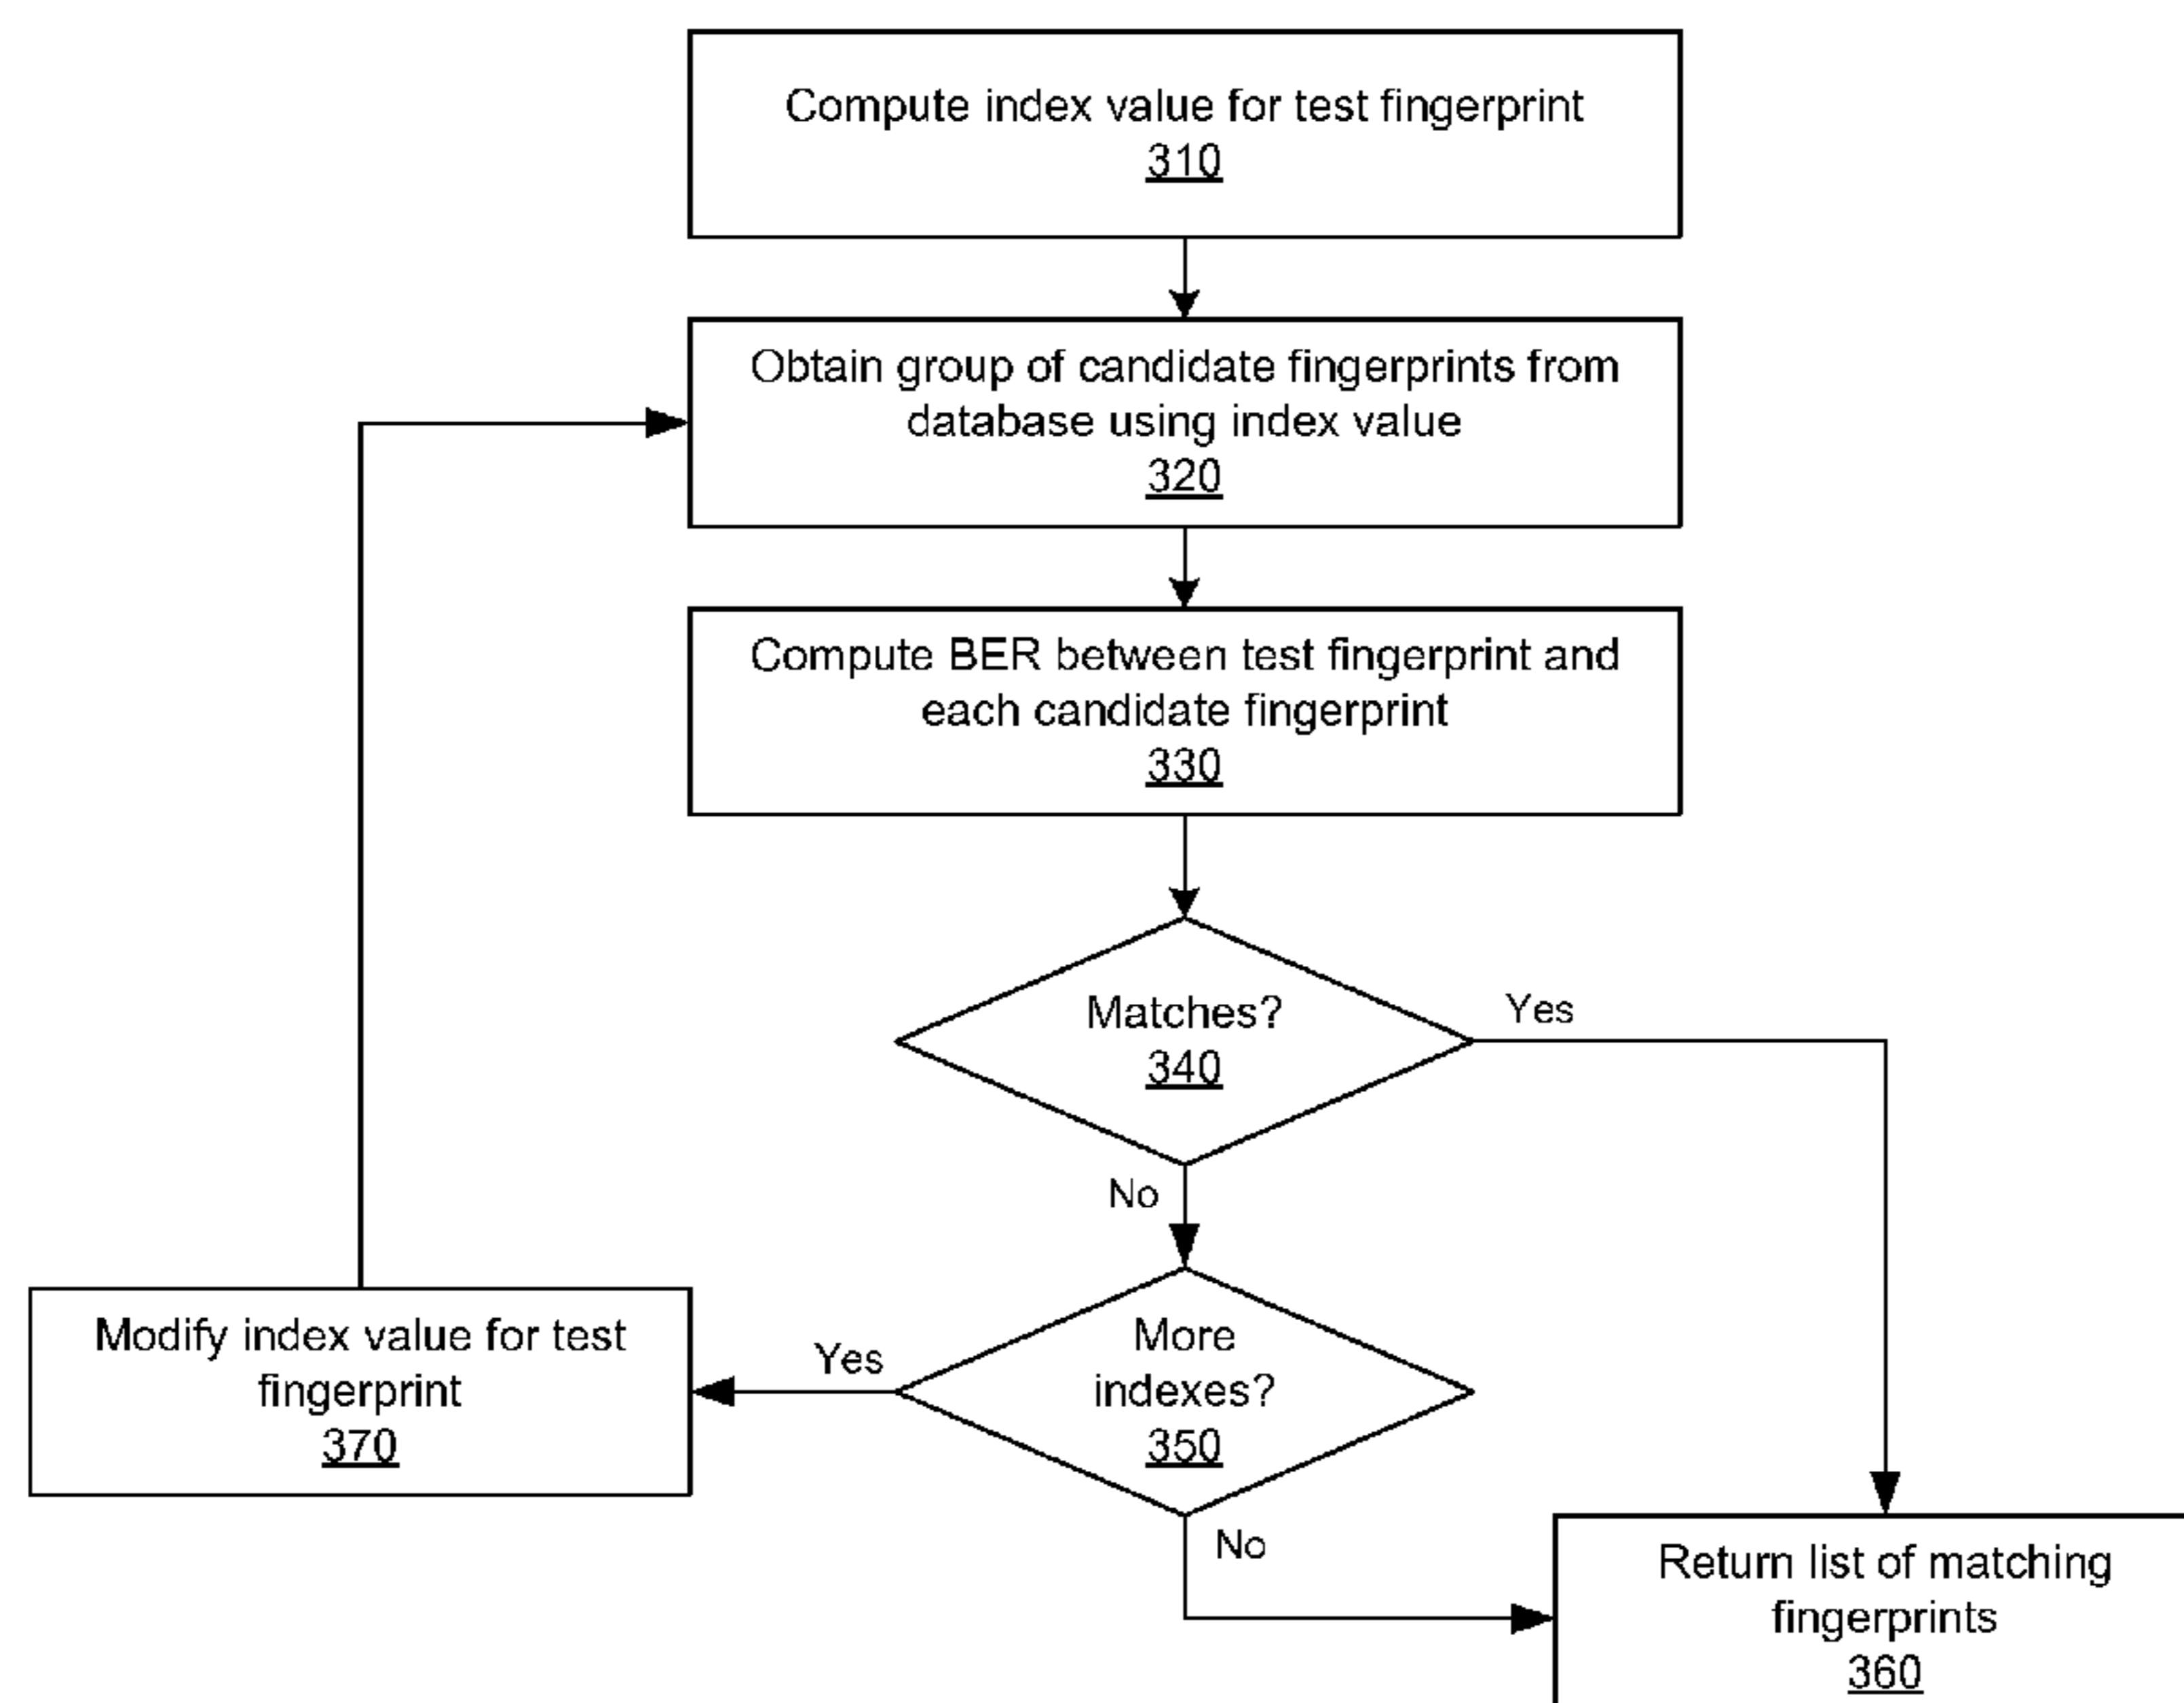 Compute index value for test fingerprint
310
Obtain group of candidate fingerprints from
database using index value
320
Compute BER between test fingerprint and
each candidate fingerprint
330
Matches?
340
Yes
No
More
indexes?
350
Yes
No
Modify index value for test
fingerprint
370
Return list of matching
fingerprints
360